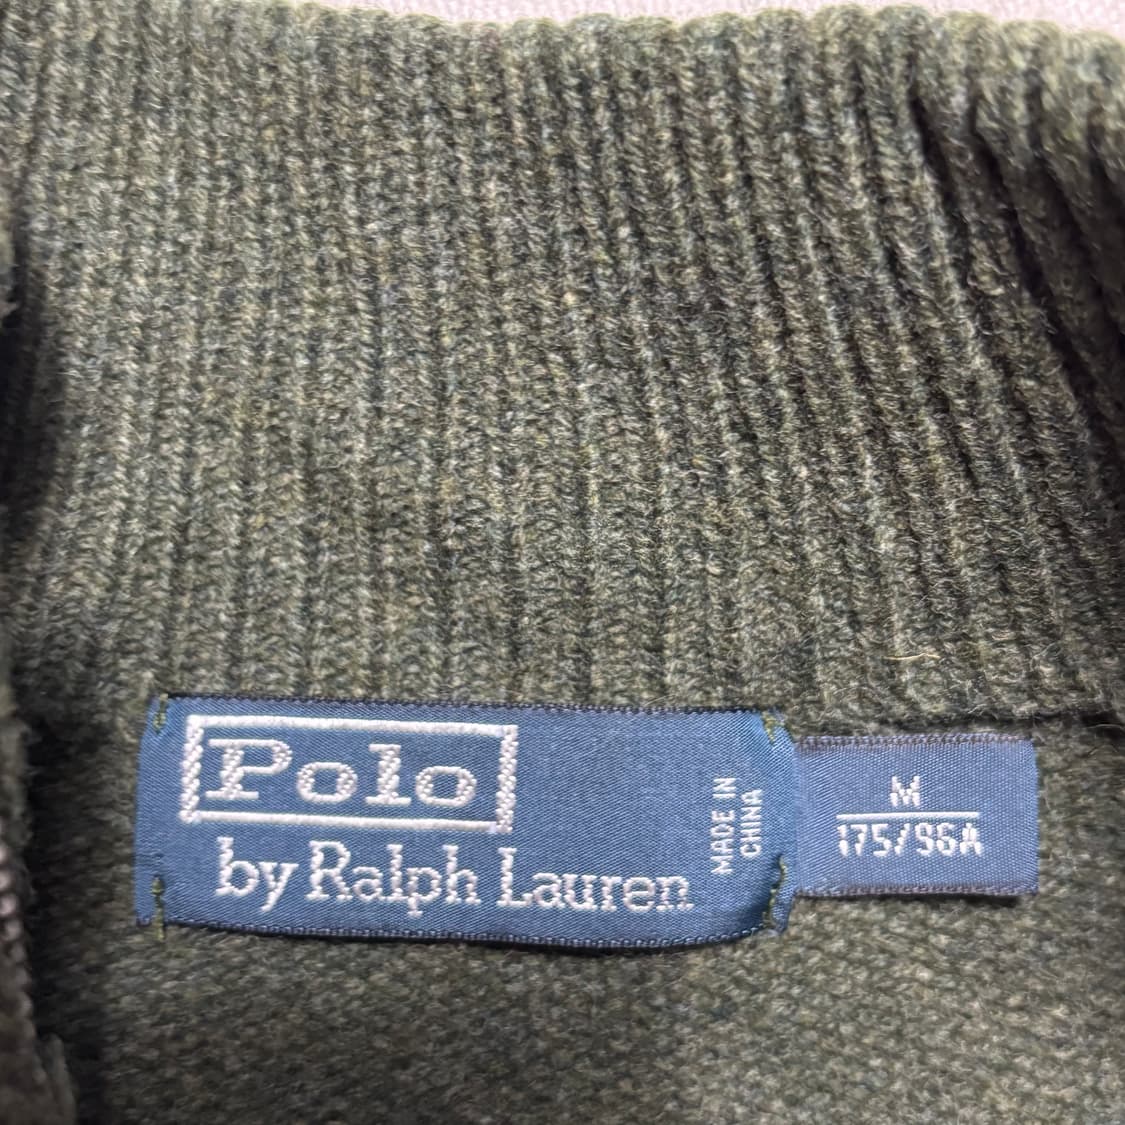 Polo
by Ralph Lauren
MADE IN
CHINA
M
175/96A